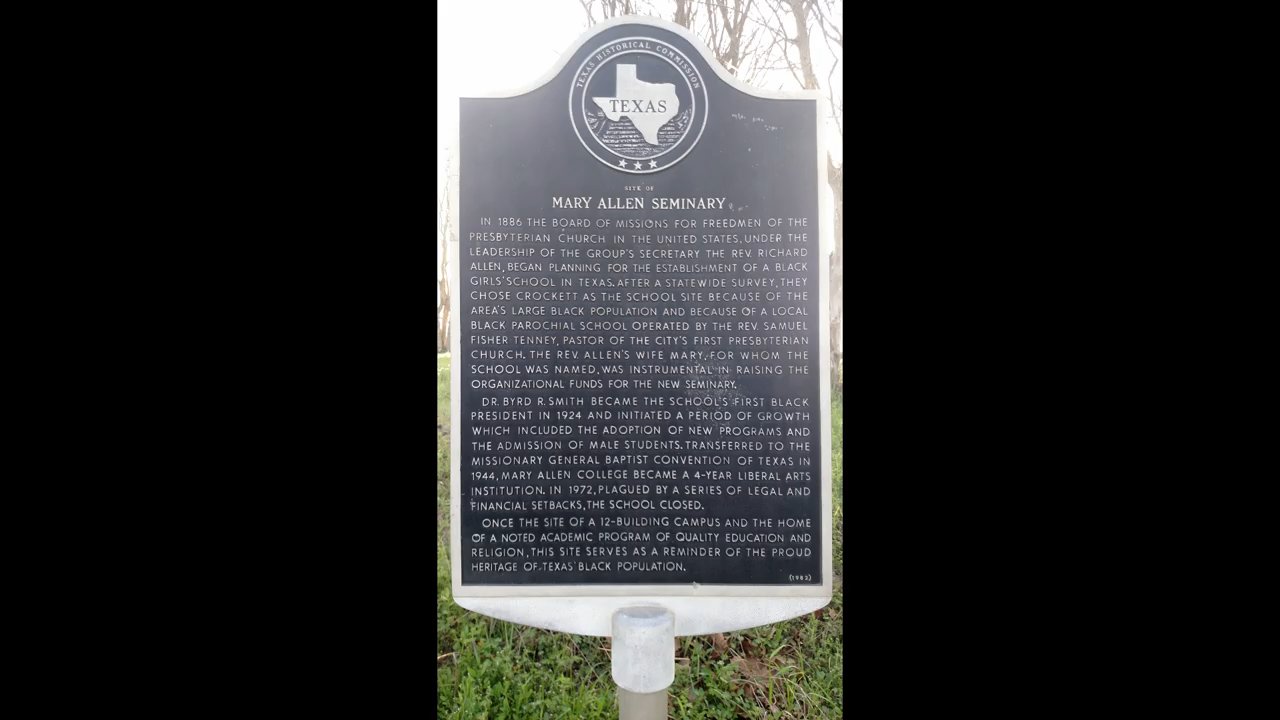 TEXAS HISTORICAL COMMISSION
TEXAS
SITE OF
MARY ALLEN SEMINARY
IN 1886 THE BOARD OF MISSIONS FOR FREEDMEN OF THE
PRESBYTERIAN CHURCH IN THE UNITED STATES, UNDER THE
LEADERSHIP OF THE GROUP'S SECRETARY THE REV. RICHARD
ALLEN, BEGAN PLANNING FOR THE ESTABLISHMENT OF A BLACK
GIRLS' SCHOOL IN TEXAS. AFTER A STATEWIDE SURVEY, THEY
CHOSE CROCKETT AS THE SCHOOL SITE BECAUSE OF THE
AREA'S LARGE BLACK POPULATION AND BECAUSE OF A LOCAL
BLACK PAROCHIAL SCHOOL OPERATED BY THE REV. SAMUEL
FISHER TENNEY, PASTOR OF THE CITY'S FIRST PRESBYTERIAN
CHURCH. THE REV. ALLEN'S WIFE MARY, FOR WHOM THE
SCHOOL WAS NAMED, WAS INSTRUMENTAL IN RAISING THE
ORGANIZATIONAL FUNDS FOR THE NEW SEMINARY.
DR. BYRD R. SMITH BECAME THE SCHOOL'S FIRST BLACK
PRESIDENT IN 1924 AND INITIATED A PERIOD OF GROWTH
WHICH INCLUDED THE ADOPTION OF NEW PROGRAMS AND
THE ADMISSION OF MALE STUDENTS. TRANSFERRED TO THE
MISSIONARY GENERAL BAPTIST CONVENTION OF TEXAS IN
1944, MARY ALLEN COLLEGE BECAME A 4-YEAR LIBERAL ARTS
INSTITUTION. IN 1972, PLAGUED BY A SERIES OF LEGAL AND
FINANCIAL SETBACKS, THE SCHOOL CLOSED.
ONCE THE SITE OF A 12-BUILDING CAMPUS AND THE HOME
OF A NOTED ACADEMIC PROGRAM OF QUALITY EDUCATION AND
RELIGION, THIS SITE SERVES AS A REMINDER OF THE PROUD
HERITAGE OF TEXAS' BLACK POPULATION.
(1983)